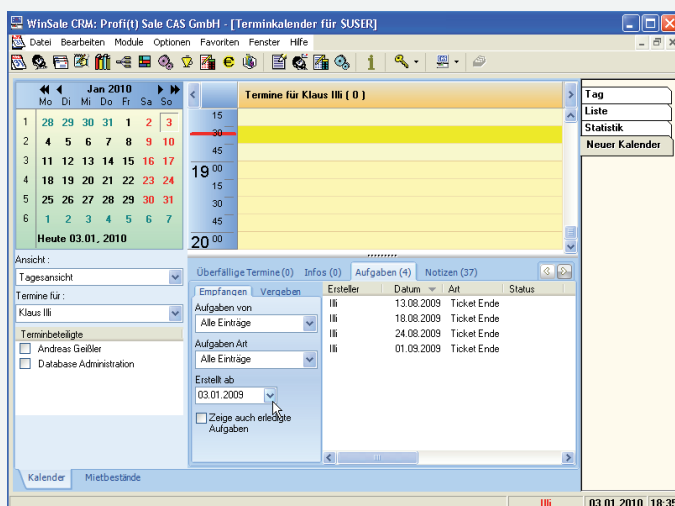 WinSale CRM: Profi(t) Sale CAS GmbH - [Terminkalender für $USER]
Datei Bearbeiten Module Optionen Favoriten Fenster Hilfe
Jan 2010
Mo Di Mi Do Fr Sa So
1 28 29 30 31 1 2 3
2 4 5 6 7 8 9 10
3 11 12 13 14 15 16 17
4 18 19 20 21 22 23 24
5 25 26 27 28 29 30 31
6 1 2 3 4 5 6 7
Heute 03.01, 2010
Ansicht :
Tagesansicht
Termine für :
Klaus Illi
Terminbeteiligte
Andreas Geißler
Database Administration
Termine für Klaus Illi ( 0 )
15
30
45
19 00
15
30
45
20 00
Überfällige Termine (0) Infos (0) Aufgaben (4) Notizen (37)
Empfangen Vergeben
Aufgaben von
Alle Einträge
Aufgaben Art
Alle Einträge
Erstellt ab
03.01.2009
Zeige auch erledigte
Aufgaben
Ersteller Datum Art Status
Illi 13.08.2009 Ticket Ende
Illi 18.08.2009 Ticket Ende
Illi 24.08.2009 Ticket Ende
Illi 01.09.2009 Ticket Ende
Tag
Liste
Statistik
Neuer Kalender
Kalender Mietbestände
Illi 03.01.2010 18:35